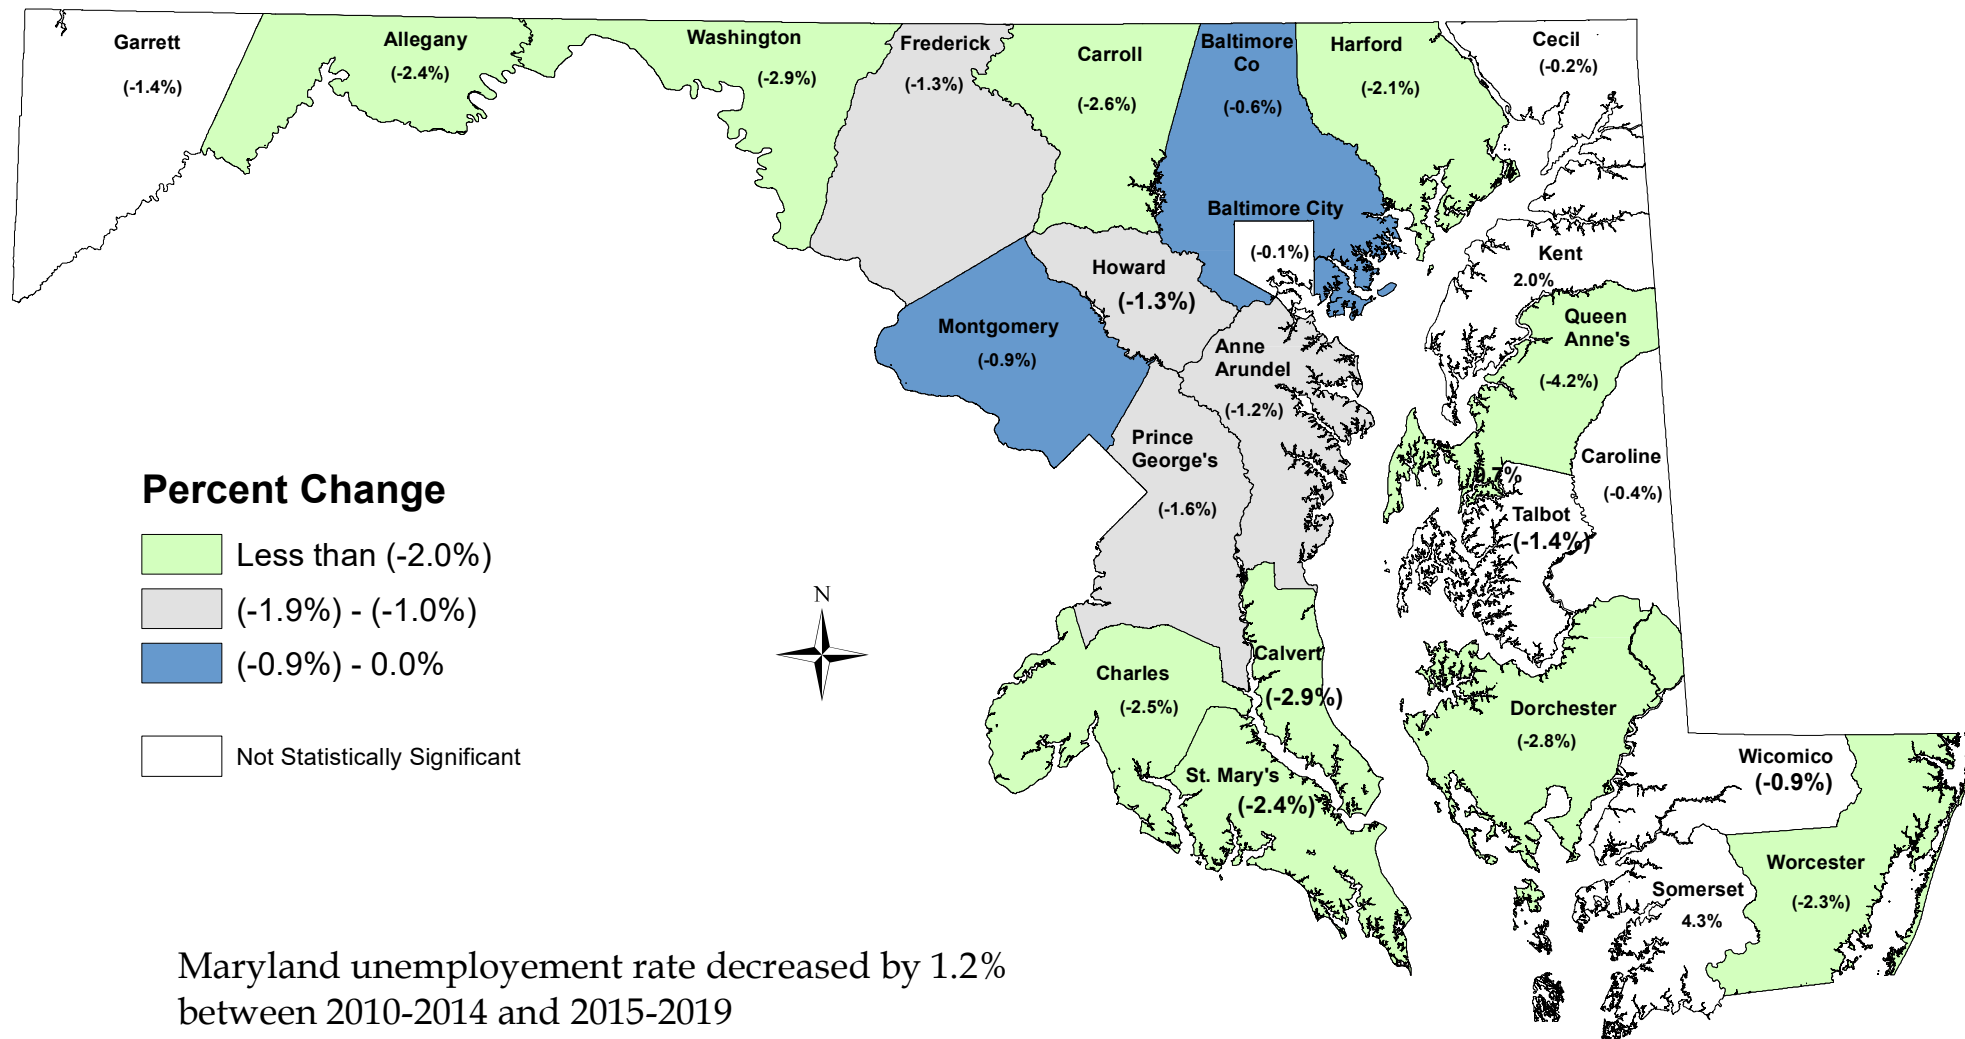 Garrett
(-1.4%)
Allegany
(-2.4%)
Washington
(-2.9%)
Frederick
(-1.3%)
Carroll
(-2.6%)
Baltimore
Co
(-0.6%)
Harford
(-2.1%)
Cecil
(-0.2%)
Baltimore City
(-0.1%)
Kent
2.0%
Howard
(-1.3%)
Queen
Anne's
(-4.2%)
Montgomery
(-0.9%)
Anne
Arundel
(-1.2%)
Prince
George's
(-1.6%)
Caroline
(-0.4%)
0.7%
Talbot
(-1.4%)
Percent Change
Less than (-2.0%)
(-1.9%) - (-1.0%)
(-0.9%) - 0.0%
Not Statistically Significant
N
Charles
(-2.5%)
Calvert
(-2.9%)
Dorchester
(-2.8%)
St. Mary's
(-2.4%)
Wicomico
(-0.9%)
Worcester
(-2.3%)
Somerset
4.3%
Maryland unemployement rate decreased by 1.2%
between 2010-2014 and 2015-2019